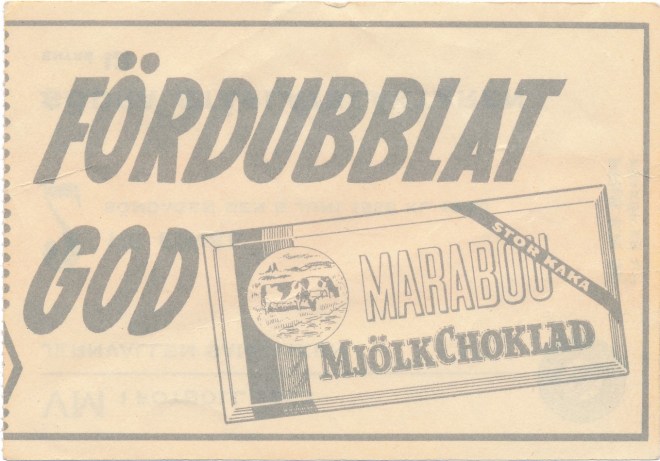 FÖRDUBBLAT
GOD
STOR KAKA
MARABOU
MJÖLKCHOKLAD